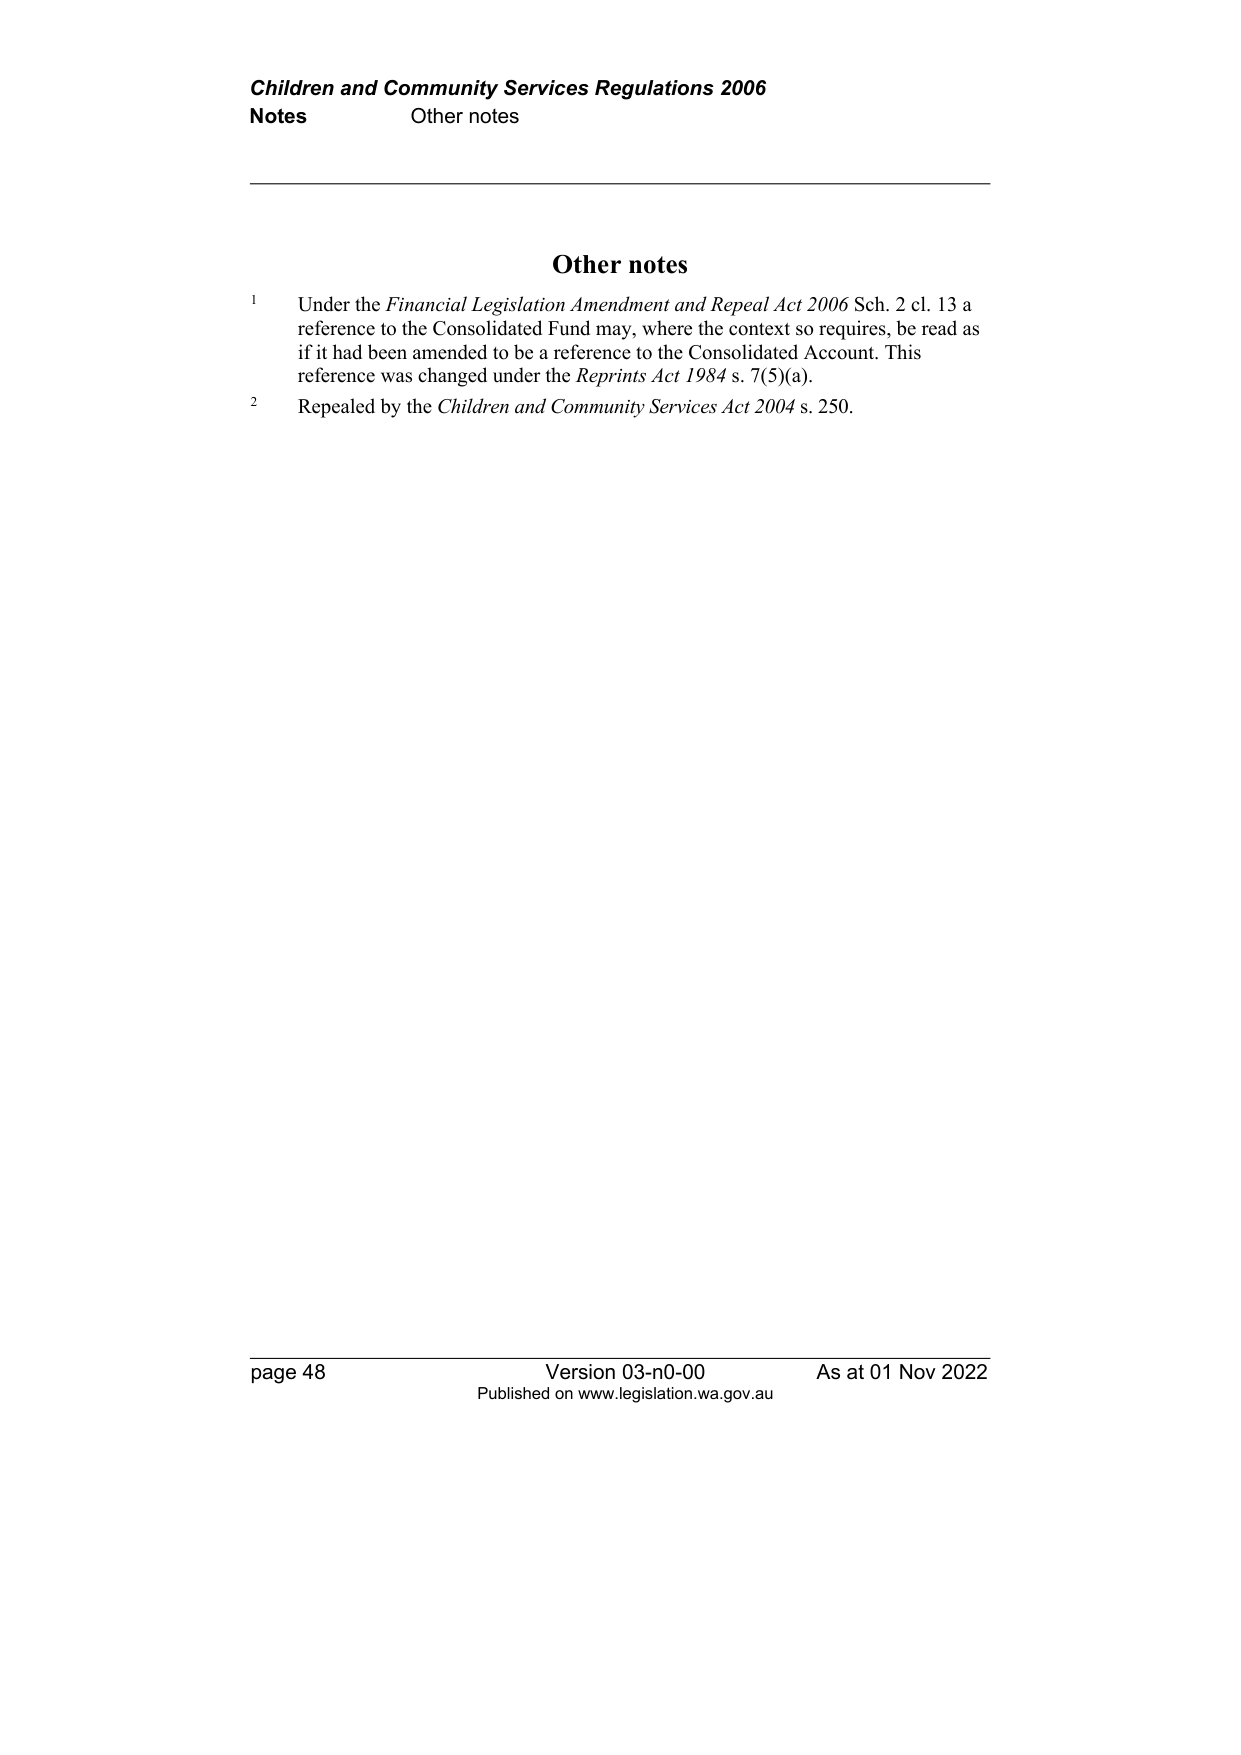 Children and Community Services Regulations 2006
Notes Other notes
Other notes
1 Under the Financial Legislation Amendment and Repeal Act 2006 Sch. 2 cl. 13 a
reference to the Consolidated Fund may, where the context so requires, be read as
if it had been amended to be a reference to the Consolidated Account. This
reference was changed under the Reprints Act 1984 s. 7(5)(a).
2 Repealed by the Children and Community Services Act 2004 s. 250.
page 48 Version 03-n0-00 As at 01 Nov 2022
Published on www.legislation.wa.gov.au